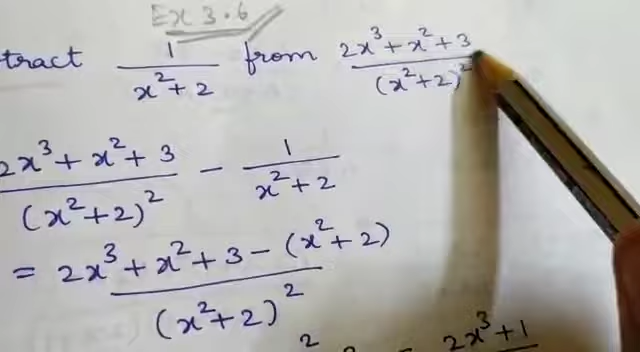 Ex 3.6
tract 1/(x²+2) from (2x³+x²+3)/(x²+2)²
(2x³+x²+3)/(x²+2)² - 1/(x²+2)
= (2x³+x²+3-(x²+2))/(x²+2)²
2 = 2x³+1